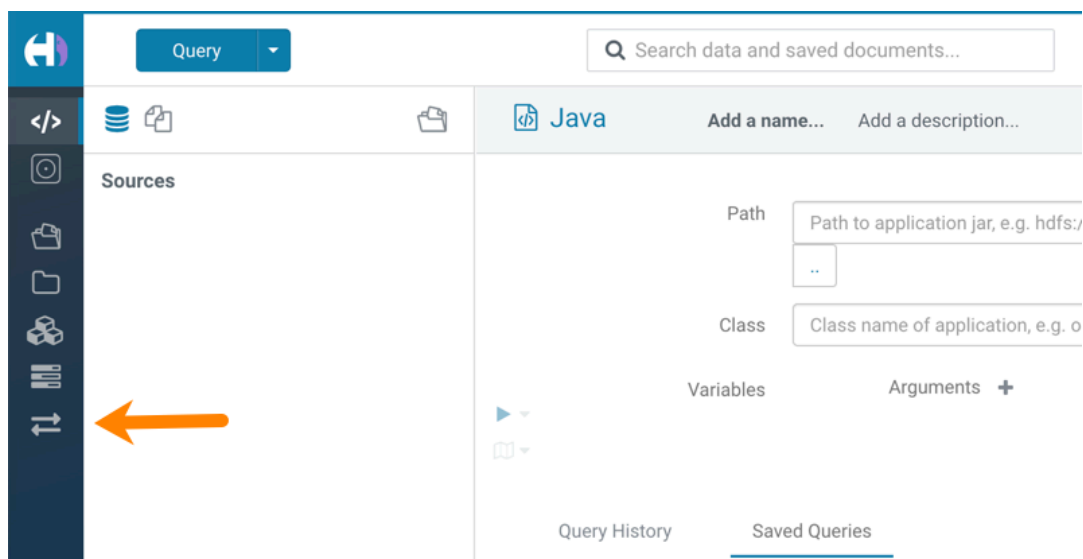 Query
Search data and saved documents...
Java
Add a name...
Add a description...
Sources
Path
Path to application jar, e.g. hdfs:/
..
Class
Class name of application, e.g. o
Variables
Arguments
Query History
Saved Queries